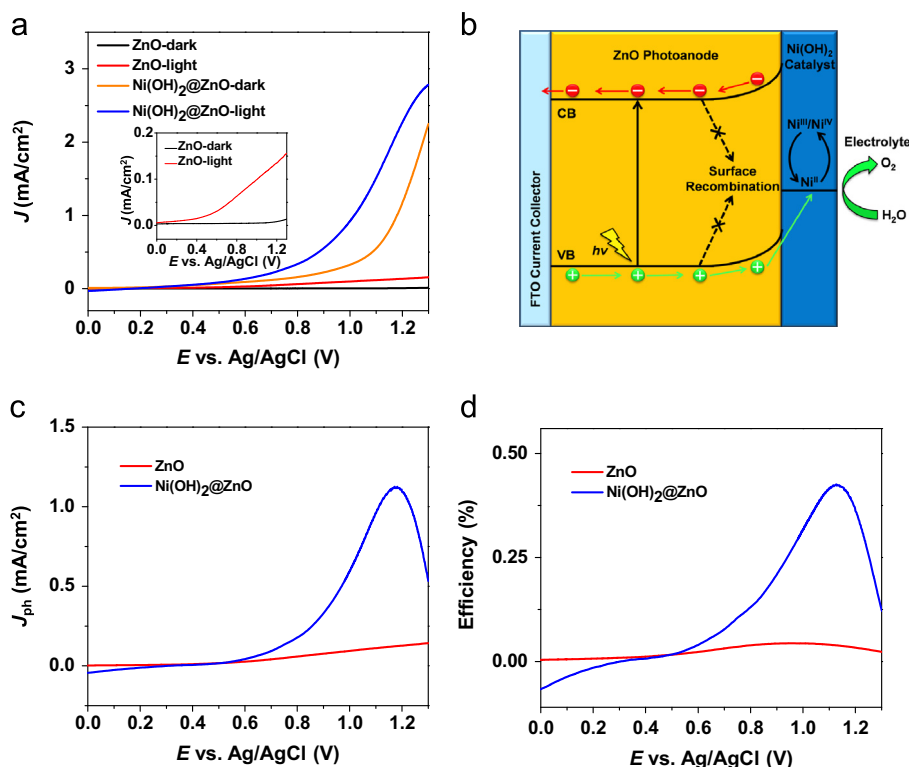 a
ZnO-dark
ZnO-light
Ni(OH)₂@ZnO-dark
Ni(OH)₂@ZnO-light
J (mA/cm²)
3
2
1
0
0.0 0.2 0.4 0.6 0.8 1.0 1.2
E vs. Ag/AgCl (V)
ZnO-dark
ZnO-light
J (mA/cm²)
0.2
0.1
0.0
0.0 0.4 0.8 1.2
E vs. Ag/AgCl (V)
b
FTO Current Collector
ZnO Photoanode
Ni(OH)₂
Catalyst
CB
Surface
Recombination
hν
VB
Niᴵᴵᴵ/Niᴵⱽ
Niᴵᴵ
Electrolyte
O₂
H₂O
c
ZnO
Ni(OH)₂@ZnO
Jph (mA/cm²)
1.5
1.0
0.5
0.0
0.0 0.2 0.4 0.6 0.8 1.0 1.2
E vs. Ag/AgCl (V)
d
ZnO
Ni(OH)₂@ZnO
Efficiency (%)
0.50
0.25
0.00
0.0 0.2 0.4 0.6 0.8 1.0 1.2
E vs. Ag/AgCl (V)